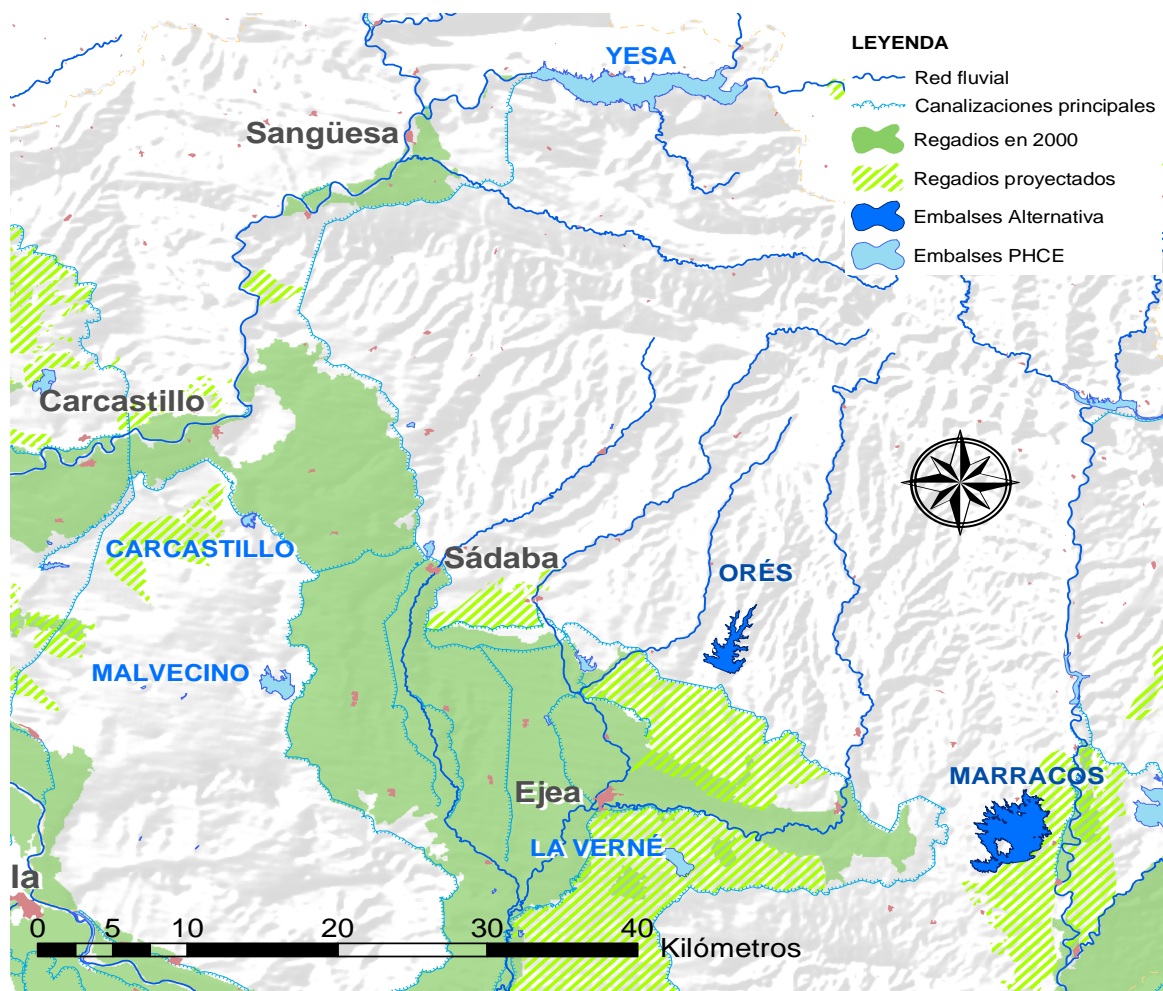 LEYENDA
YESA
Red fluvial
Canalizaciones principales
Sangüesa
Regadios en 2000
Regadios proyectados
Embalses Alternativa
Embalses PHCE
Carcastillo
CARCASTILLO
Sádaba
ORÉS
MALVECINO
MARRACOS
Ejea
LA VERNÉ
la
0 5 10 20 30 40
Kilómetros